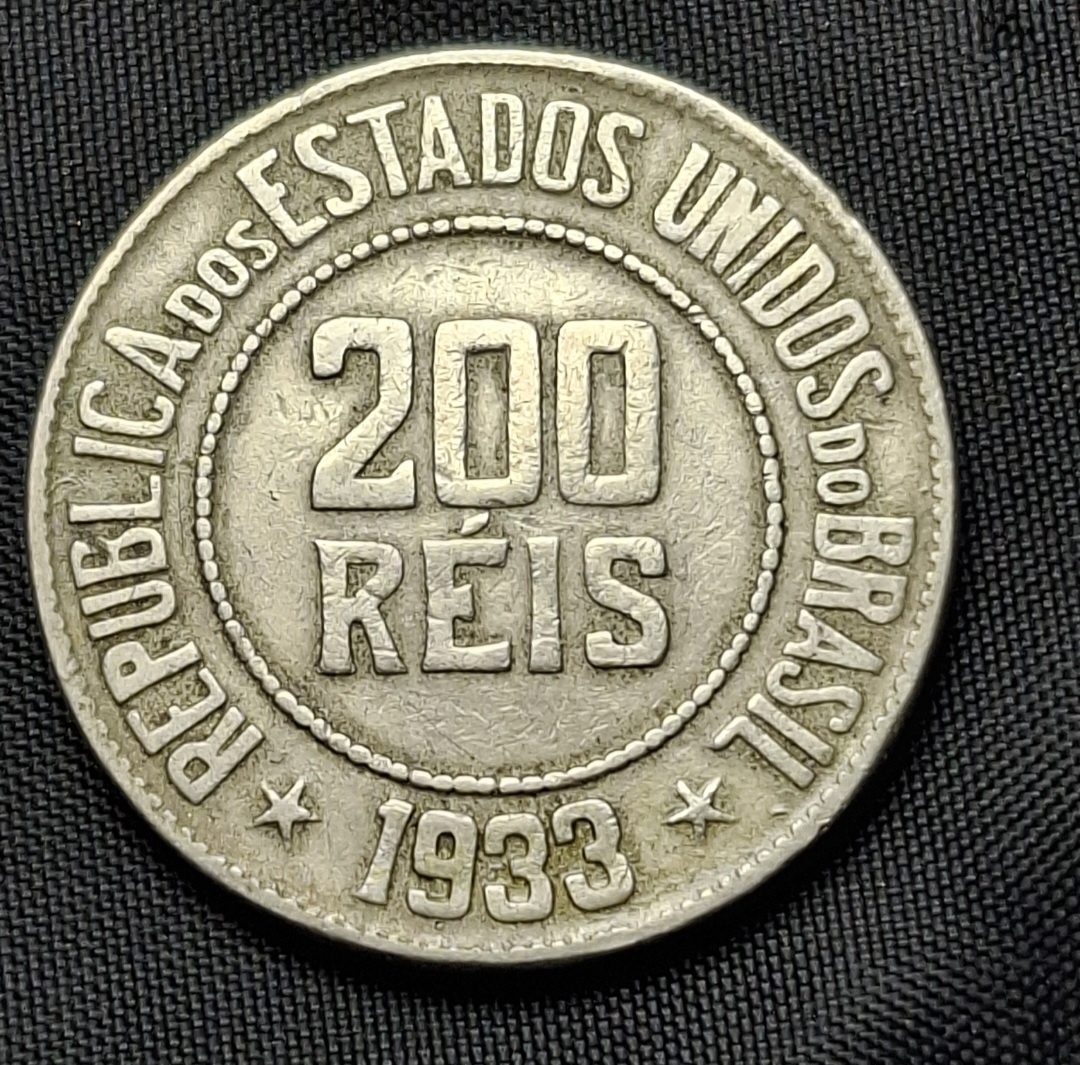 REPUBLICA DOS ESTADOS UNIDOS DO BRASIL
200
RÉIS
1933